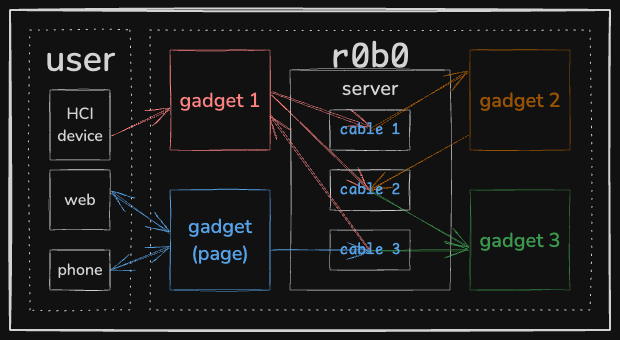 user
r0b0
HCI
device
web
phone
gadget 1
gadget
(page)
server
cable 1
cable 2
cable 3
gadget 2
gadget 3